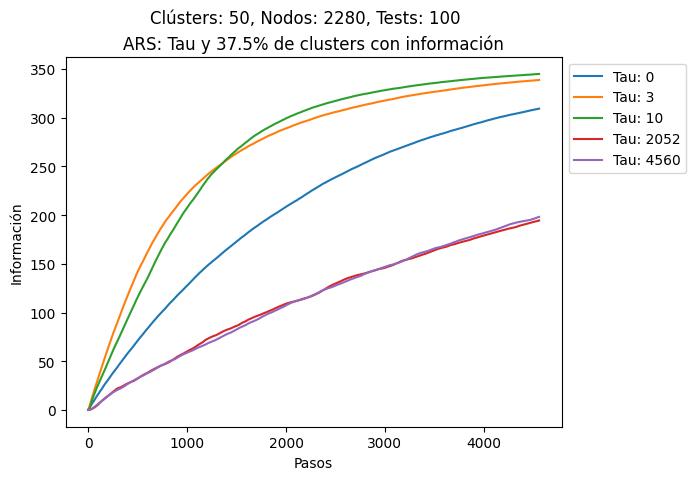 Clústers: 50, Nodos: 2280, Tests: 100
ARS: Tau y 37.5% de clusters con información
350
300
250
200
150
100
50
0
Información
0
1000
2000
3000
4000
Pasos
Tau: 0
Tau: 3
Tau: 10
Tau: 2052
Tau: 4560